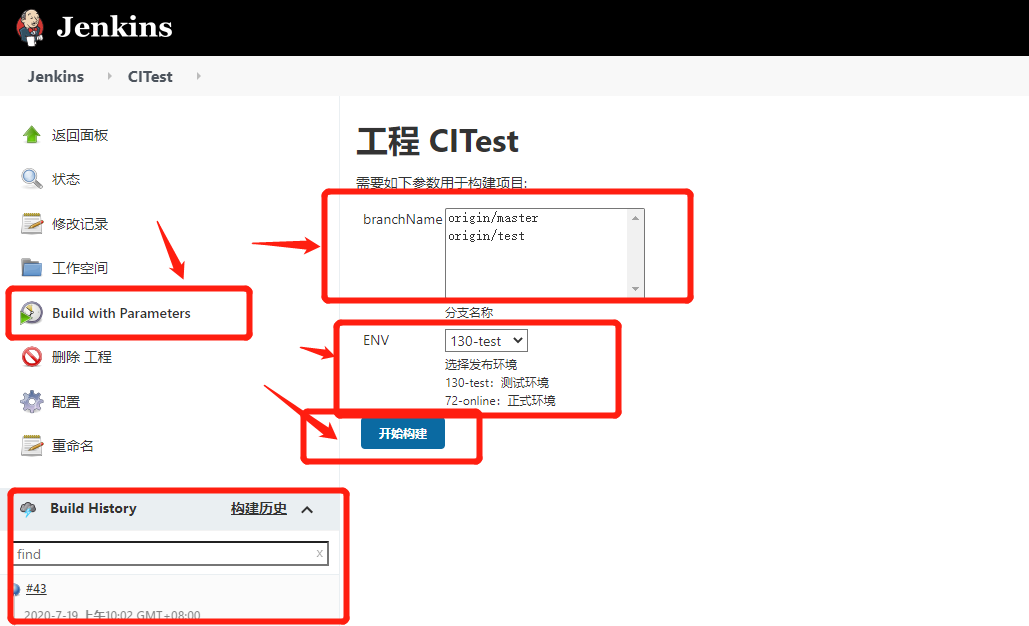 Jenkins
Jenkins CITest
返回面板
状态
修改记录
工作空间
Build with Parameters
删除 工程
配置
重命名
Build History 构建历史
find x
#43
2020-7-19 上午10:02 GMT+08:00
工程 CITest
需要如下参数用于构建项目:
branchName
origin/master
origin/test
分支名称
ENV 130-test
选择发布环境
130-test：测试环境
72-online：正式环境
开始构建